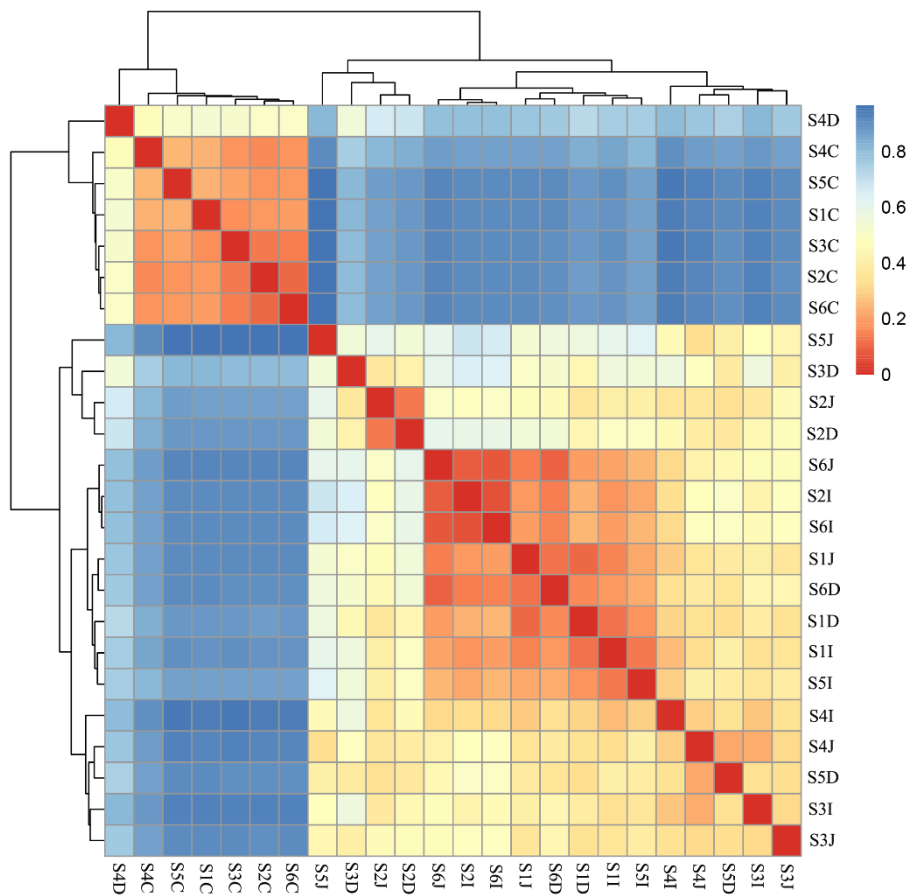 S4D
S4C
S5C
S1C
S3C
S2C
S6C
S5J
S3D
S2J
S2D
S6J
S2I
S6I
S1J
S6D
S1D
S1I
S5I
S4I
S4J
S5D
S3I
S3J
0.8
0.6
0.4
0.2
0
S4D S4C S5C S1C S3C S2C S6C S5J S3D S2J S2D S6J S2I S6I S1J S6D S1D S1I S5I S4I S4J S5D S3I S3J